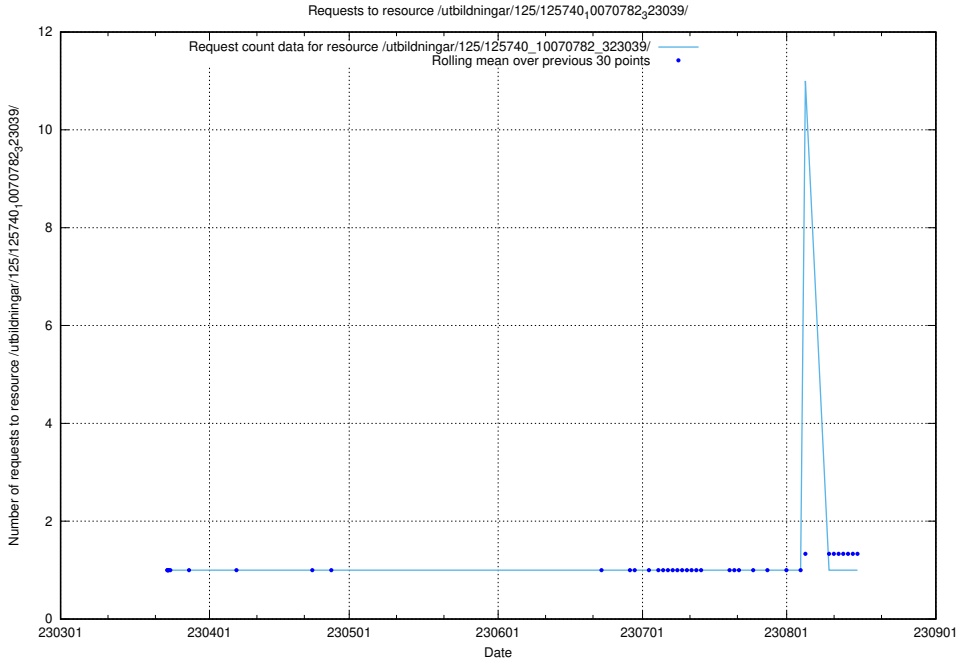 Requests to resource /utbildningar/125/125740₁0070782₃23039/
Number of requests to resource /utbildningar/125/125740₁0070782₃23039/
Request count data for resource /utbildningar/125/125740_10070782_323039/
Rolling mean over previous 30 points
12
10
8
6
4
2
0
230301 230401 230501 230601 230701 230801 230901
Date